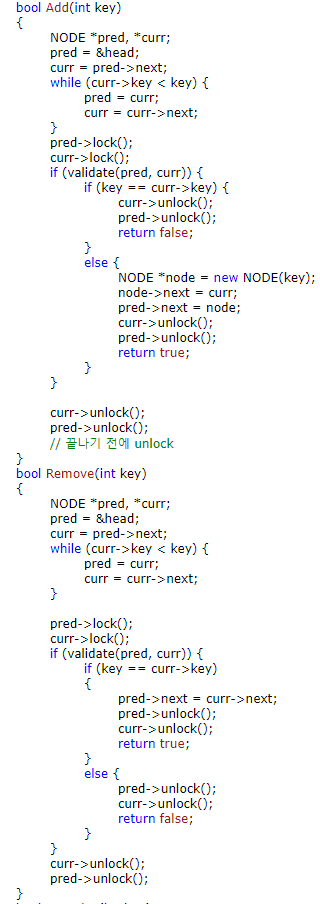 bool Add(int key)
{
NODE *pred, *curr;
pred = &head;
curr = pred->next;
while (curr->key < key) {
pred = curr;
curr = curr->next;
}
pred->lock();
curr->lock();
if (validate(pred, curr)) {
if (key == curr->key) {
curr->unlock();
pred->unlock();
return false;
}
else {
NODE *node = new NODE(key);
node->next = curr;
pred->next = node;
curr->unlock();
pred->unlock();
return true;
}
}
curr->unlock();
pred->unlock();
// 끝나기 전에 unlock
}
bool Remove(int key)
{
NODE *pred, *curr;
pred = &head;
curr = pred->next;
while (curr->key < key) {
pred = curr;
curr = curr->next;
}
pred->lock();
curr->lock();
if (validate(pred, curr)) {
if (key == curr->key)
{
pred->next = curr->next;
pred->unlock();
curr->unlock();
return true;
}
else {
pred->unlock();
curr->unlock();
return false;
}
}
curr->unlock();
pred->unlock();
}